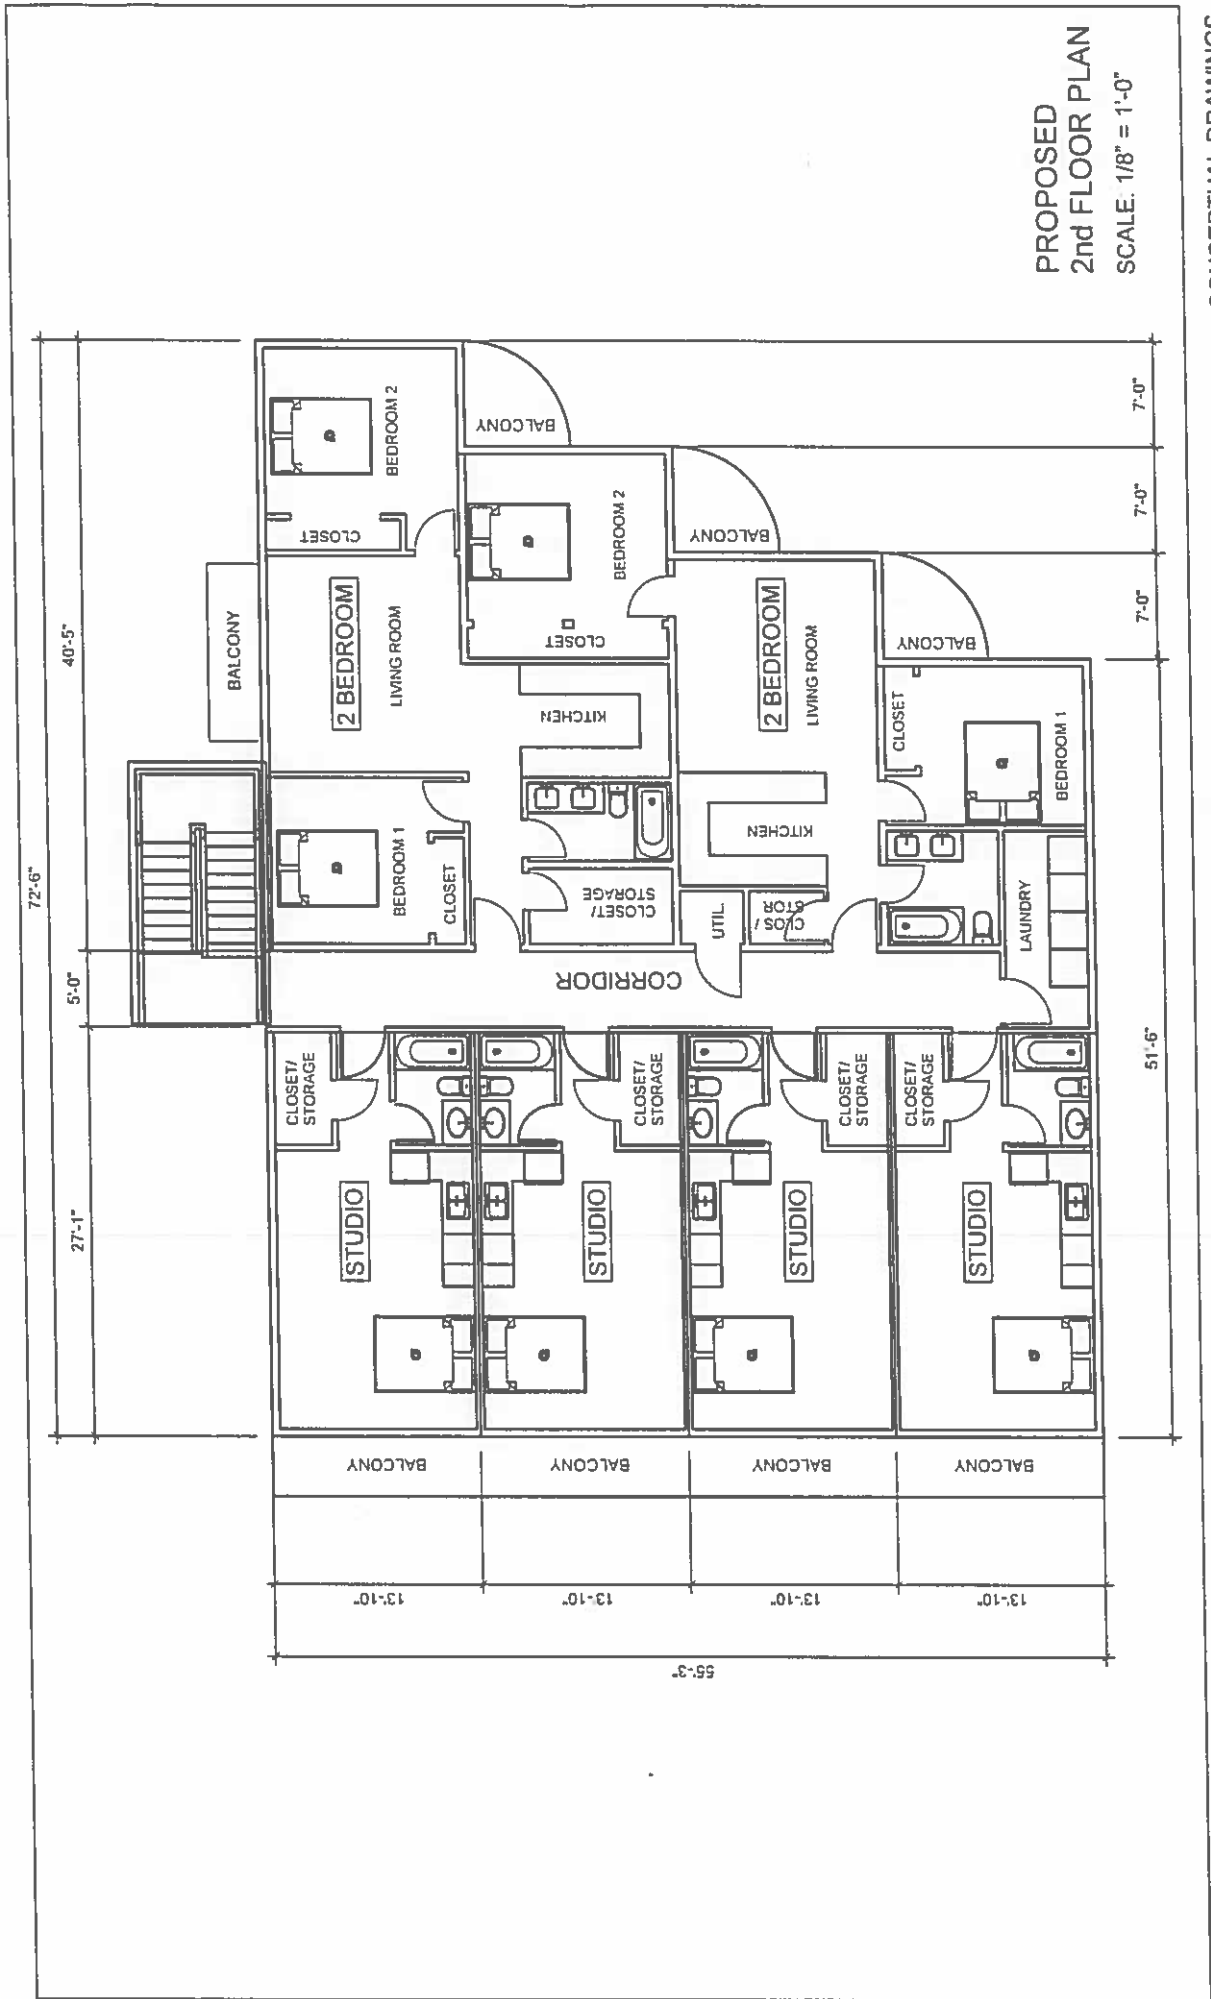 72'-6"
27'-1"
5'-0"
40'-5"
BALCONY
55'-3"
13'-10"
13'-10"
13'-10"
13'-10"
BALCONY
BALCONY
BALCONY
BALCONY
STUDIO
CLOSET/
STORAGE
STUDIO
CLOSET/
STORAGE
STUDIO
CLOSET/
STORAGE
STUDIO
CLOSET/
STORAGE
CORRIDOR
BEDROOM 1
CLOSET
2 BEDROOM
LIVING ROOM
CLOSET
BEDROOM 2
BALCONY
CLOSET/
STORAGE
KITCHEN
CLOSET
BEDROOM 2
BALCONY
UTIL.
CLOS /
STOR
KITCHEN
2 BEDROOM
LIVING ROOM
BALCONY
LAUNDRY
CLOSET
BEDROOM 1
51'-6"
7'-0"
7'-0"
7'-0"
PROPOSED
2nd FLOOR PLAN
SCALE: 1/8" = 1'-0"
CONCEPTUAL DRAWINGS